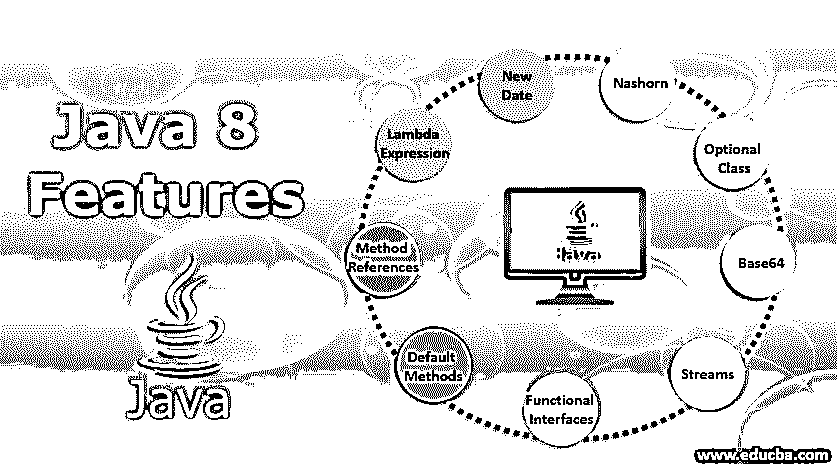 Java 8
Features
Java
New
Date
Nashorn
Lambda
Expression
Optional
Class
Method
References
Java
Base64
Default
Methods
Streams
Functional
Interfaces
www.educba.com